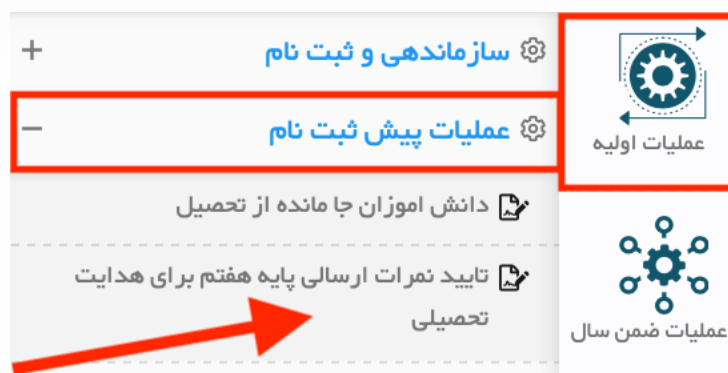 سازماندهی و ثبت نام
عملیات پیش ثبت نام
دانش اموزان جا مانده از تحصیل
تایید نمرات ارسالی پایه هفتم برای هدایت
تحصیلی
عملیات اولیه
عملیات ضمن سال